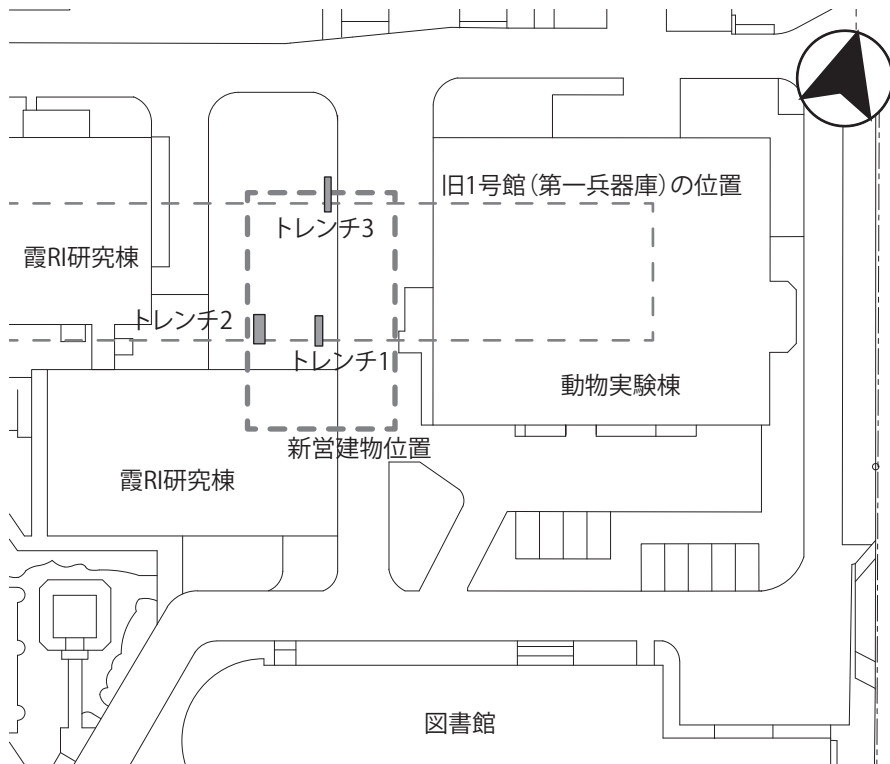 旧1号館（第一兵器庫）の位置
トレンチ3
霞RI研究棟
トレンチ2
トレンチ1
動物実験棟
新営建物位置
霞RI研究棟
図書館